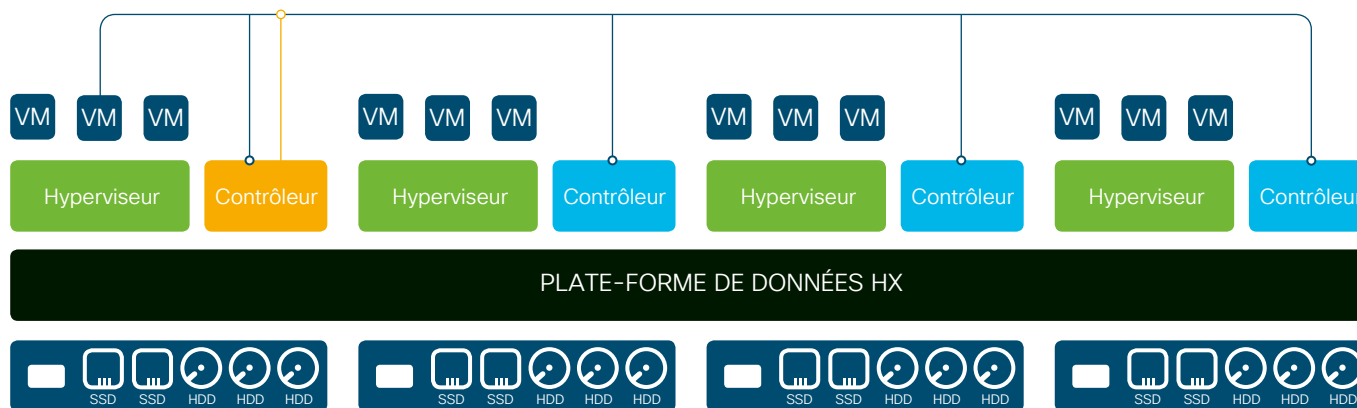 VM VM VM VM VM VM VM VM VM VM VM VM
Hyperviseur Contrôleur Hyperviseur Contrôleur Hyperviseur Contrôleur Hyperviseur Contrôleur
PLATE-FORME DE DONNÉES HX
SSD SSD HDD HDD HDD SSD SSD HDD HDD HDD SSD SSD HDD HDD HDD SSD SSD HDD HDD HDD